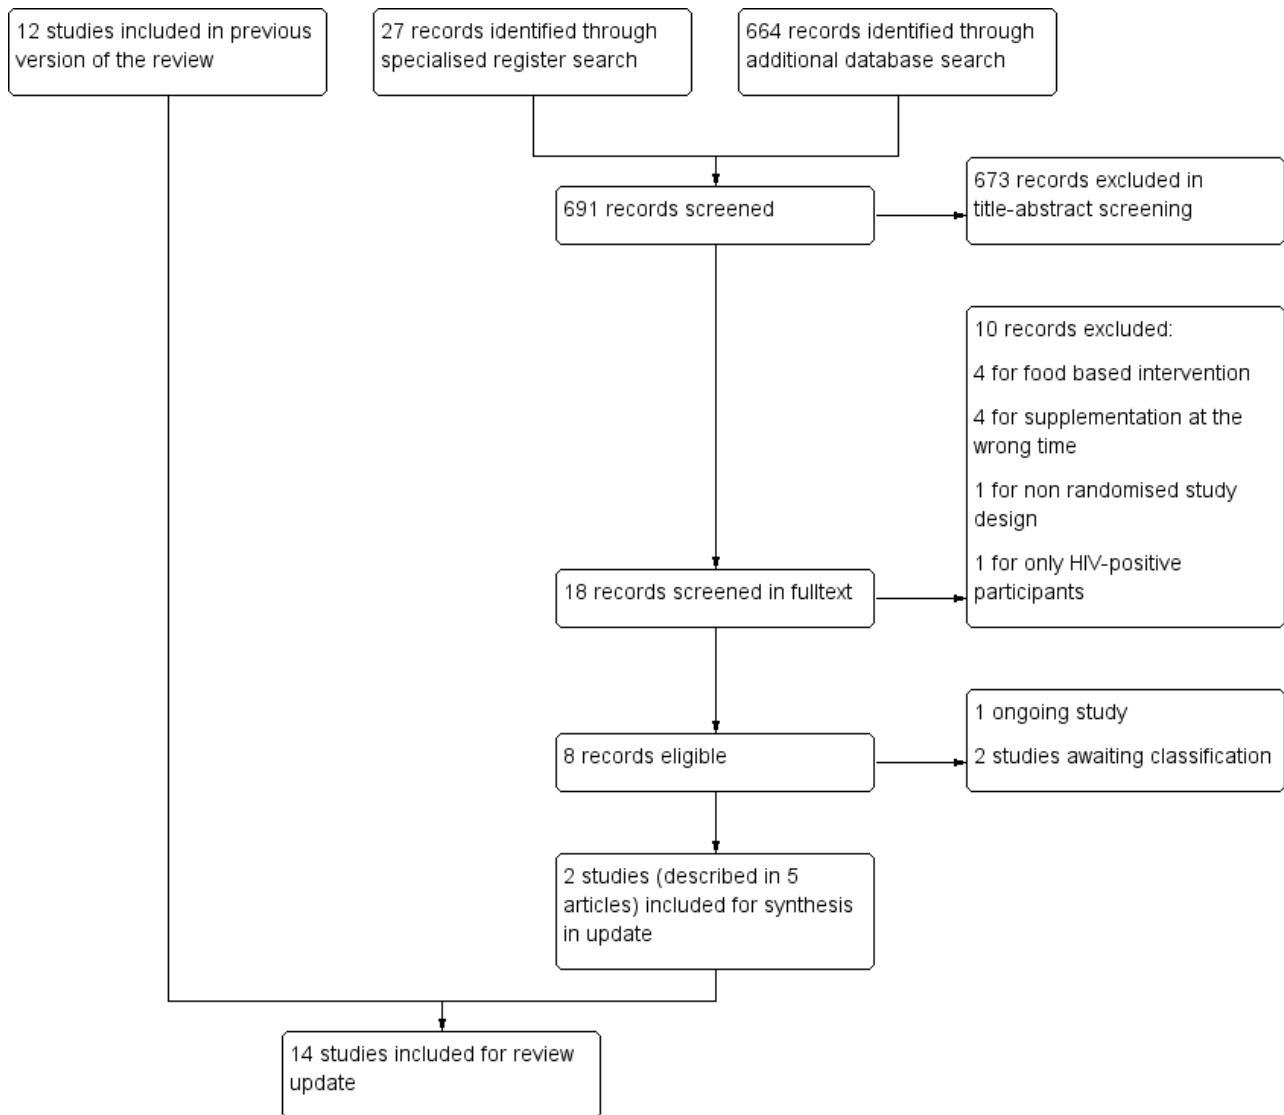 12 studies included in previous
version of the review
27 records identified through
specialised register search
664 records identified through
additional database search
691 records screened
673 records excluded in
title-abstract screening
10 records excluded:
4 for food based intervention
4 for supplementation at the
wrong time
1 for non randomised study
design
1 for only HIV-positive
participants
18 records screened in fulltext
8 records eligible
1 ongoing study
2 studies awaiting classification
2 studies (described in 5
articles) included for synthesis
in update
14 studies included for review
update